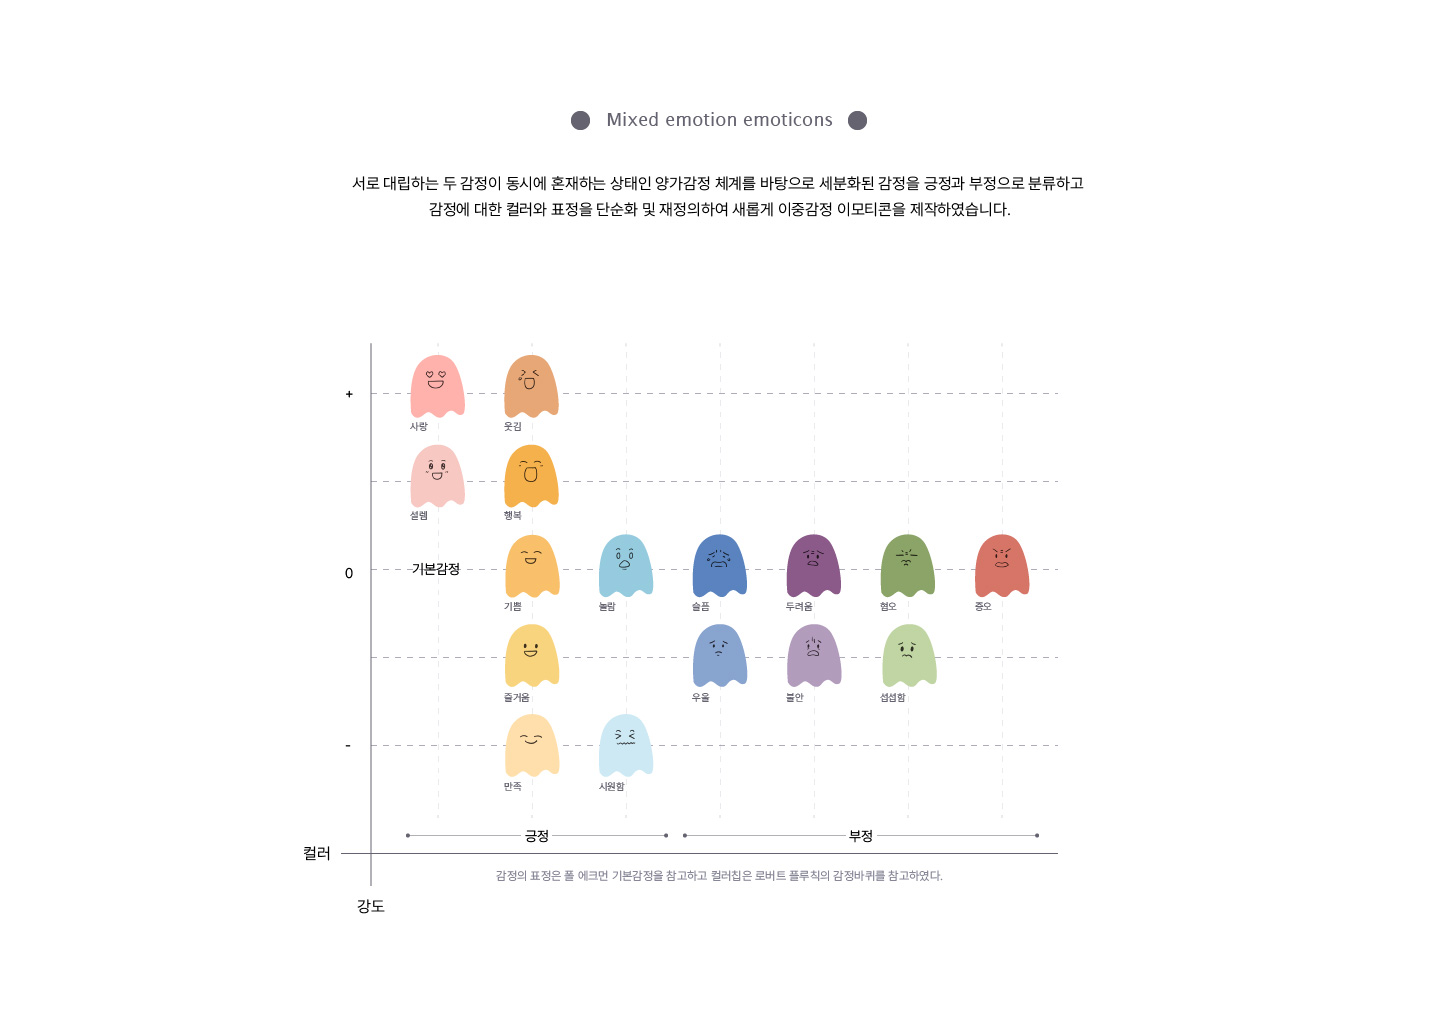 Mixed emotion emoticons
서로 대립하는 두 감정이 동시에 혼재하는 상태인 양가감정 체계를 바탕으로 세분화된 감정을 긍정과 부정으로 분류하고
감정에 대한 컬러와 표정을 단순화 및 재정의하여 새롭게 이중감정 이모티콘을 제작하였습니다.
+
사랑 웃김
설렘 행복
0 기본감정
기쁨 놀람 슬픔 두려움 혐오 증오
즐거움 우울 불안 섭섭함
-
만족 시원함
긍정 부정
컬러
감정의 표정은 폴 에크먼 기본감정을 참고하고 컬러칩은 로버트 플루칙의 감정바퀴를 참고하였다.
강도